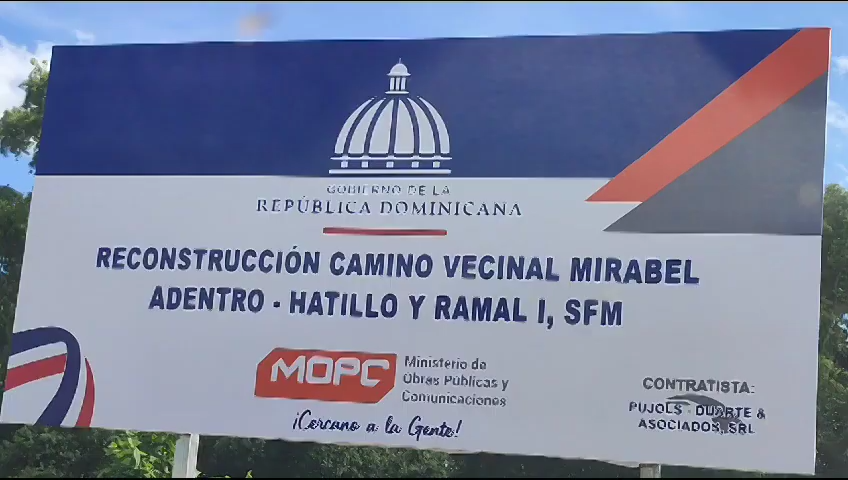 GOBIERNO DE LA
REPÚBLICA DOMINICANA
RECONSTRUCCIÓN CAMINO VECINAL MIRABEL
ADENTRO - HATILLO Y RAMAL I, SFM
MOPC
Ministerio de
Obras Públicas y
Comunicaciones
¡Cercano a la Gente!
CONTRATISTA:
PUJOLS - DUARTE &
ASOCIADOS, SRL